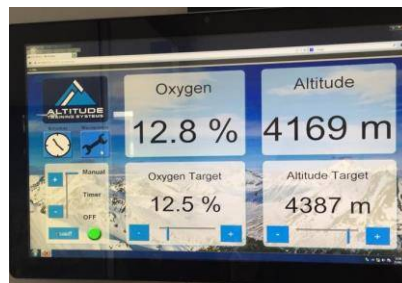 Oxygen
Altitude
ALTITUDE
TRAINING SYSTEMS
12.8 %
4169 m
Manual
Timer
OFF
+
-
Oxygen Target
Altitude Target
12.5 %
4387 m
-
+
-
+